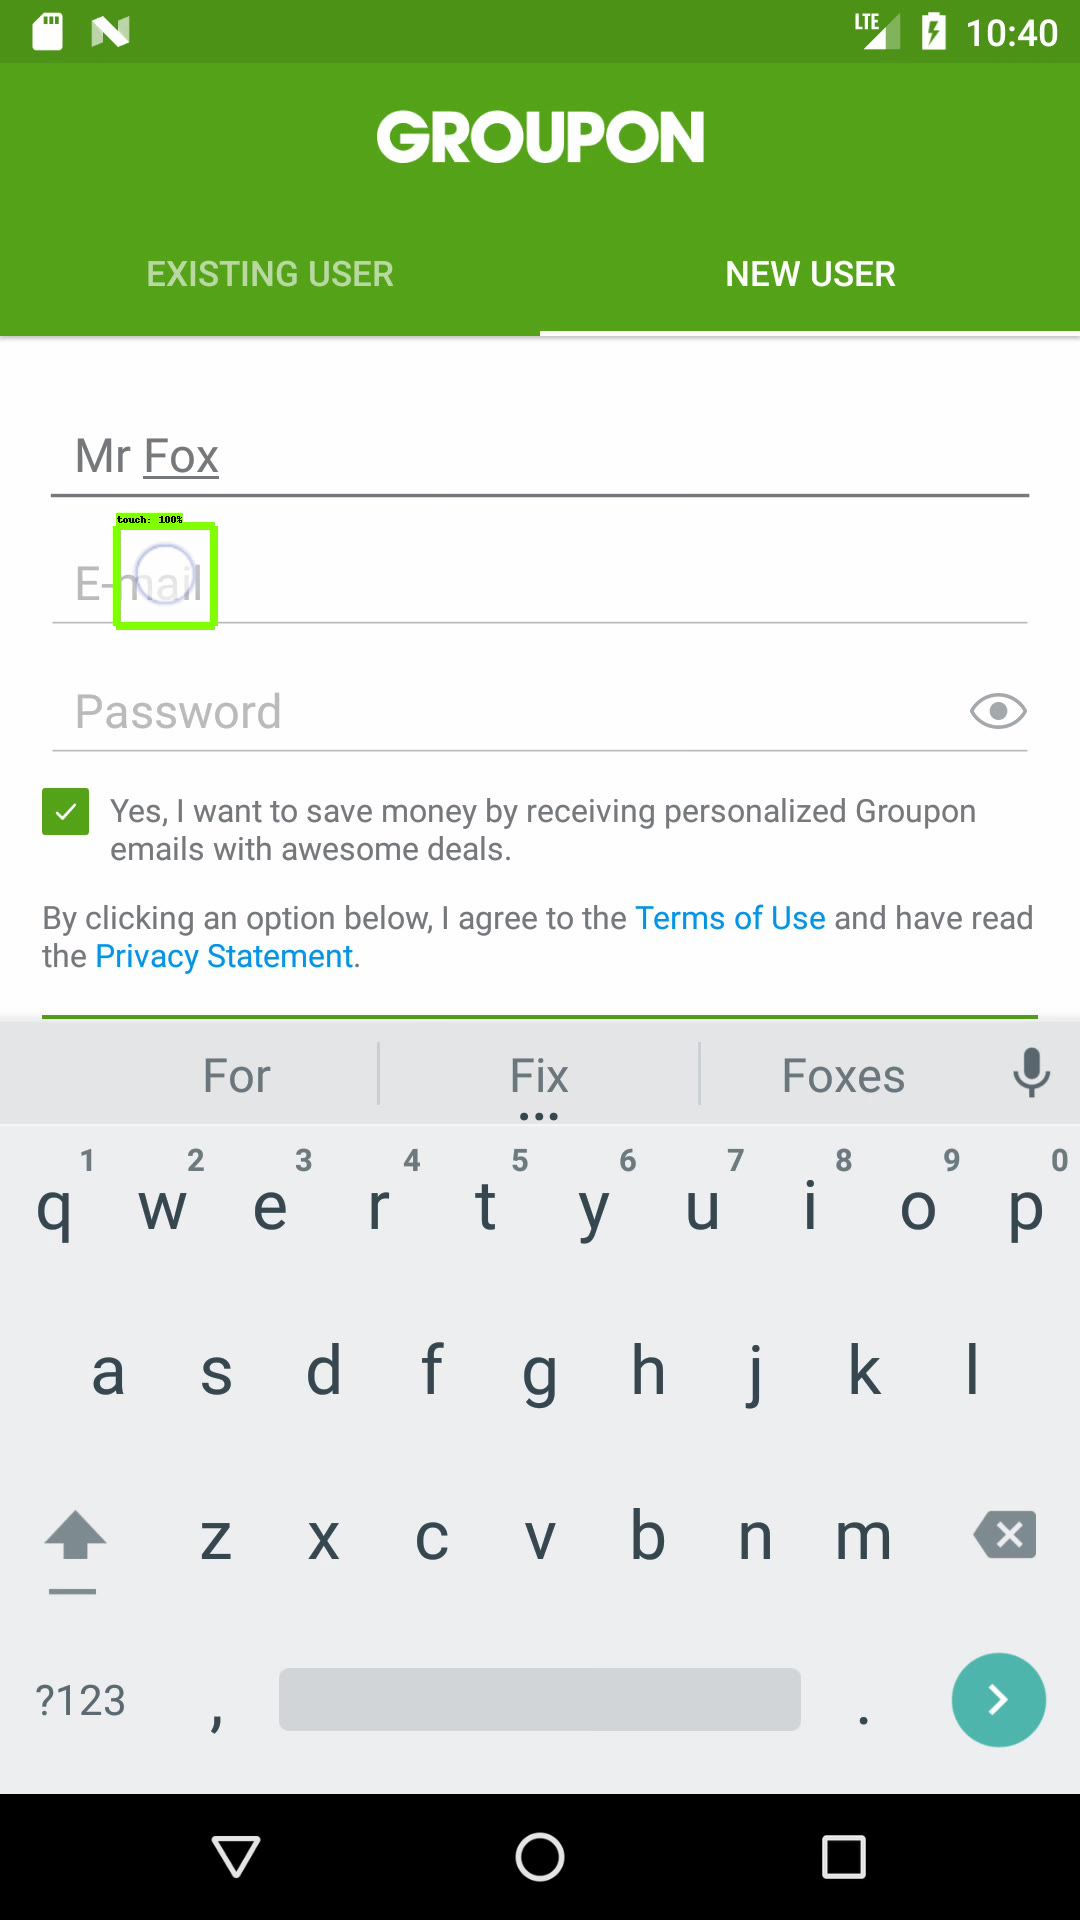 LTE 10:40
GROUPON
EXISTING USER NEW USER
Mr Fox
touch: 100%
E-mail
Password
Yes, I want to save money by receiving personalized Groupon
emails with awesome deals.
By clicking an option below, I agree to the Terms of Use and have read
the Privacy Statement.
For Fix Foxes
1 2 3 4 5 6 7 8 9 0
q w e r t y u i o p
a s d f g h j k l
z x c v b n m
?123 , .